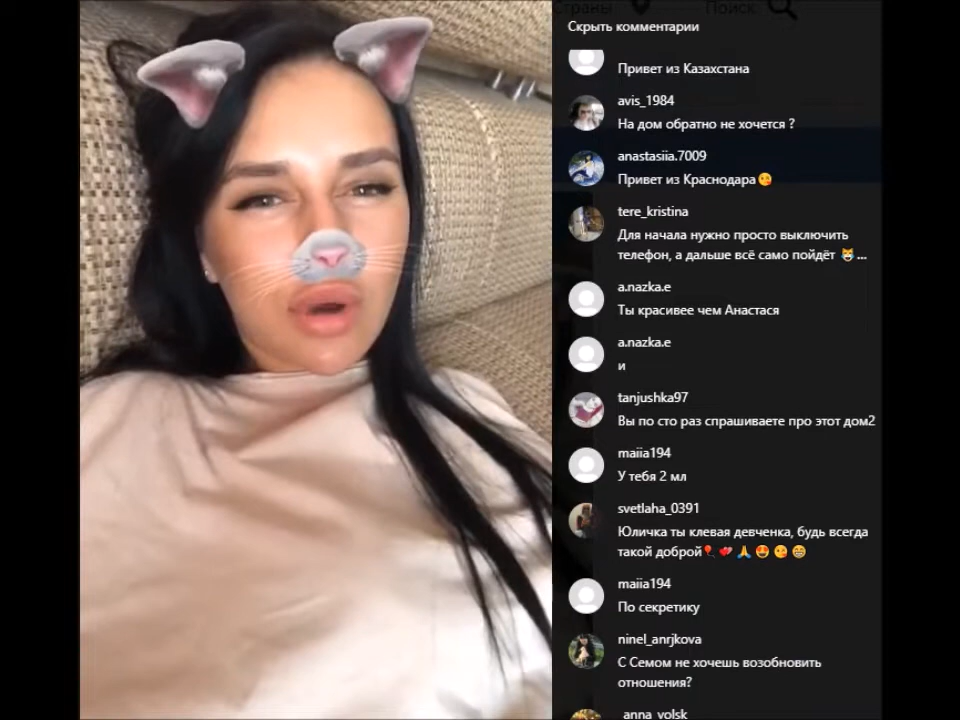 Страны
Поиск
Скрыть комментарии
Привет из Казахстана
avis_1984
На дом обратно не хочется ?
anastasiia.7009
Привет из Краснодара😘
tere_kristina
Для начала нужно просто выключить
телефон, а дальше всё само пойдёт 😹...
a.nazka.e
Ты красивее чем Анастася
a.nazka.e
и
tanjushka97
Вы по сто раз спрашиваете про этот дом2
maiia194
У тебя 2 мл
svetlaha_0391
Юличка ты клевая девченка, будь всегда
такой доброй🎈💕🙏😍😘😁
maiia194
По секретику
ninel_anrjkova
С Семом не хочешь возобновить
отношения?
_anna_volsk